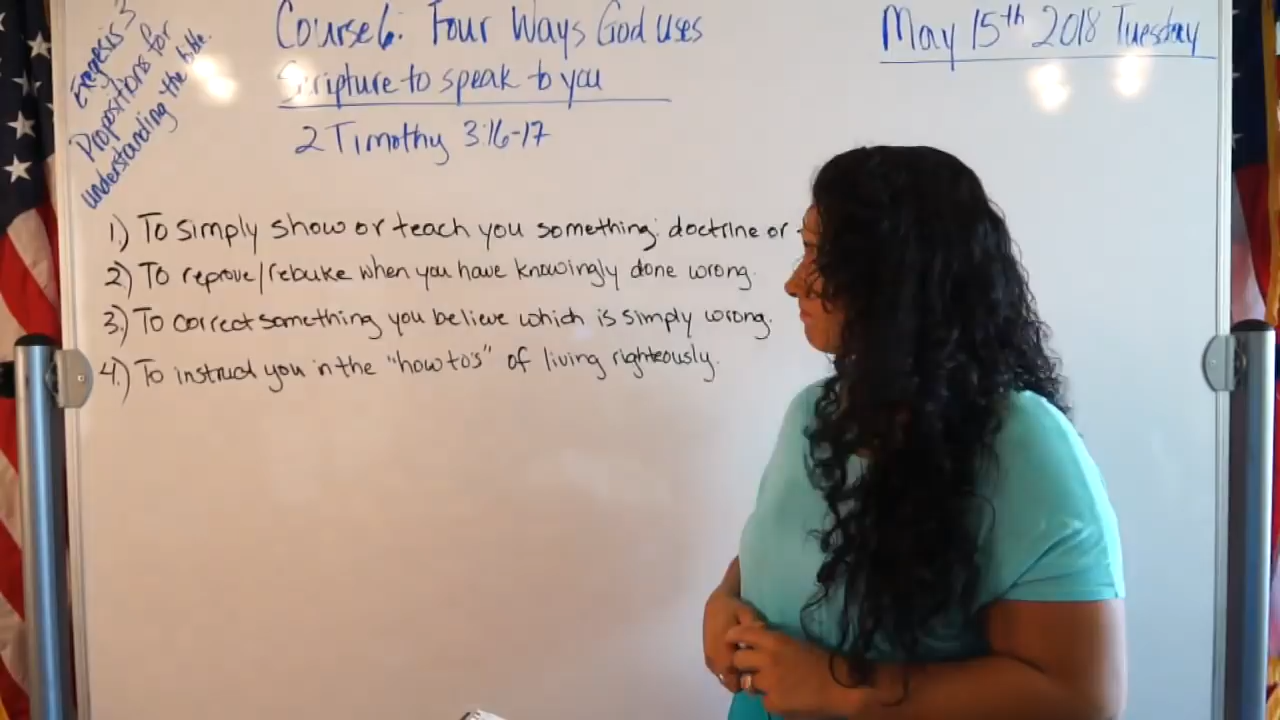 Exegesis 3
Propositions for
understanding the bible.
Course 6: Four Ways God uses
Scripture to speak to you
2 Timothy 3:16-17
May 15th 2018 Tuesday
1.) To simply show or teach you something: doctrine or
2) To reprove/rebuke when you have knowingly done wrong.
3.) To correct something you believe which is simply wrong.
4.) To instruct you in the "how to's" of living righteously.